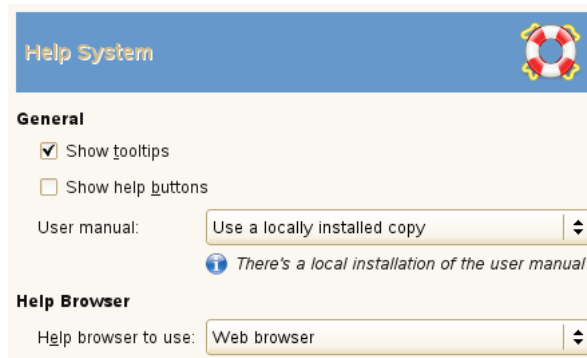 Help System
General
Show tooltips
Show help buttons
User manual: Use a locally installed copy
There's a local installation of the user manual
Help Browser
Help browser to use: Web browser